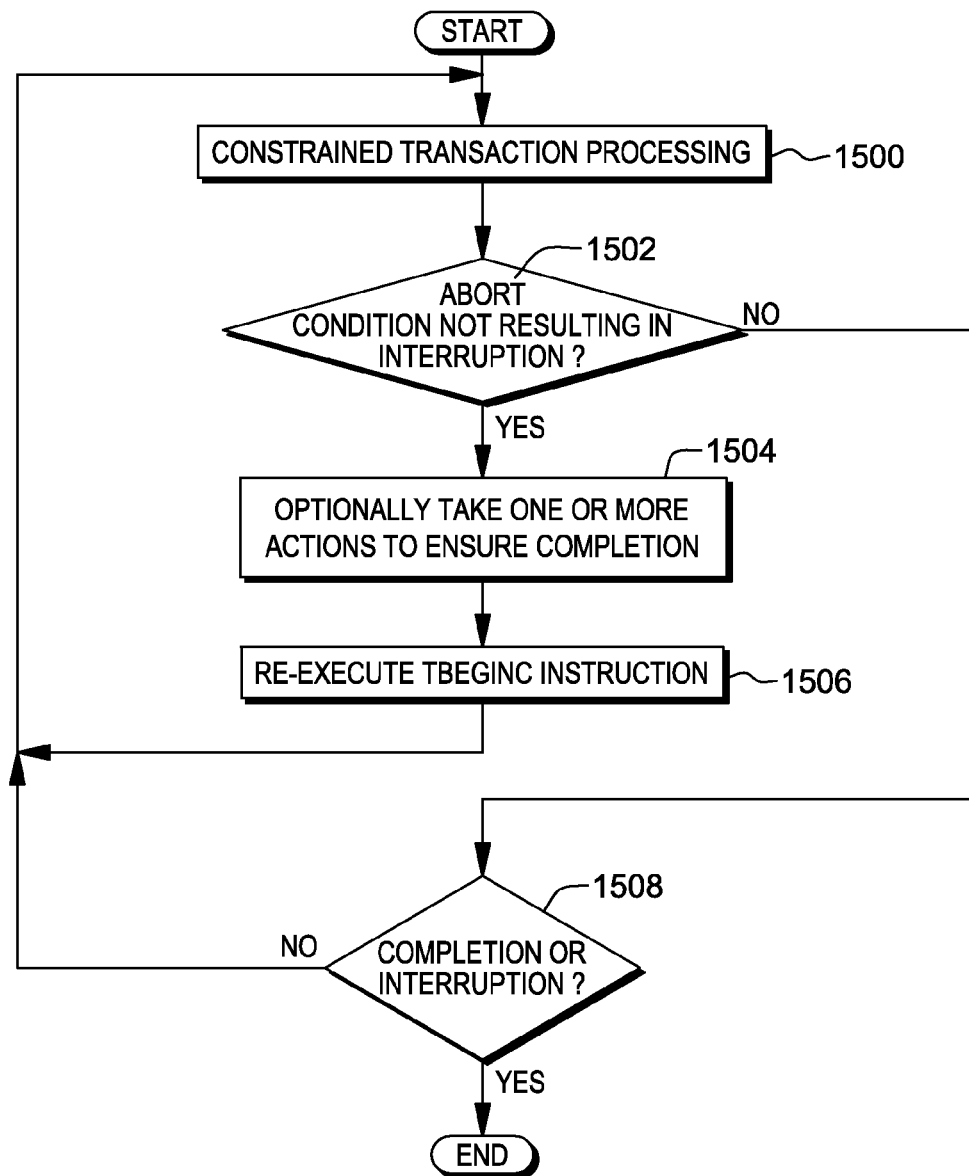 START
CONSTRAINED TRANSACTION PROCESSING
1500
1502
ABORT
CONDITION NOT RESULTING IN
INTERRUPTION ?
NO
YES
1504
OPTIONALLY TAKE ONE OR MORE
ACTIONS TO ENSURE COMPLETION
RE-EXECUTE TBEGINC INSTRUCTION
1506
1508
COMPLETION OR
INTERRUPTION ?
NO
YES
END